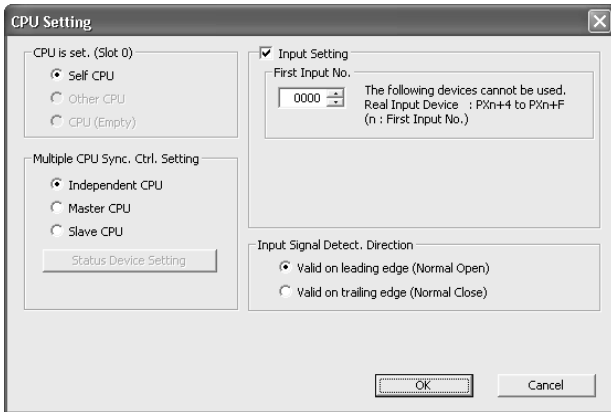 CPU Setting
CPU is set. (Slot 0)
Self CPU
Other CPU
CPU (Empty)
Multiple CPU Sync. Ctrl. Setting
Independent CPU
Master CPU
Slave CPU
Status Device Setting
Input Setting
First Input No.
0000
The following devices cannot be used.
Real Input Device : PXn+4 to PXn+F
(n : First Input No.)
Input Signal Detect. Direction
Valid on leading edge (Normal Open)
Valid on trailing edge (Normal Close)
OK
Cancel